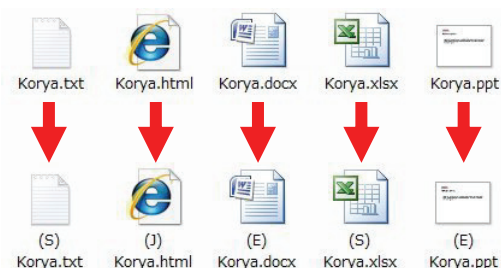 Korya.txt
Korya.html
Korya.docx
Korya.xlsx
Korya.ppt
(S)
Korya.txt
(J)
Korya.html
(E)
Korya.docx
(S)
Korya.xlsx
(E)
Korya.ppt